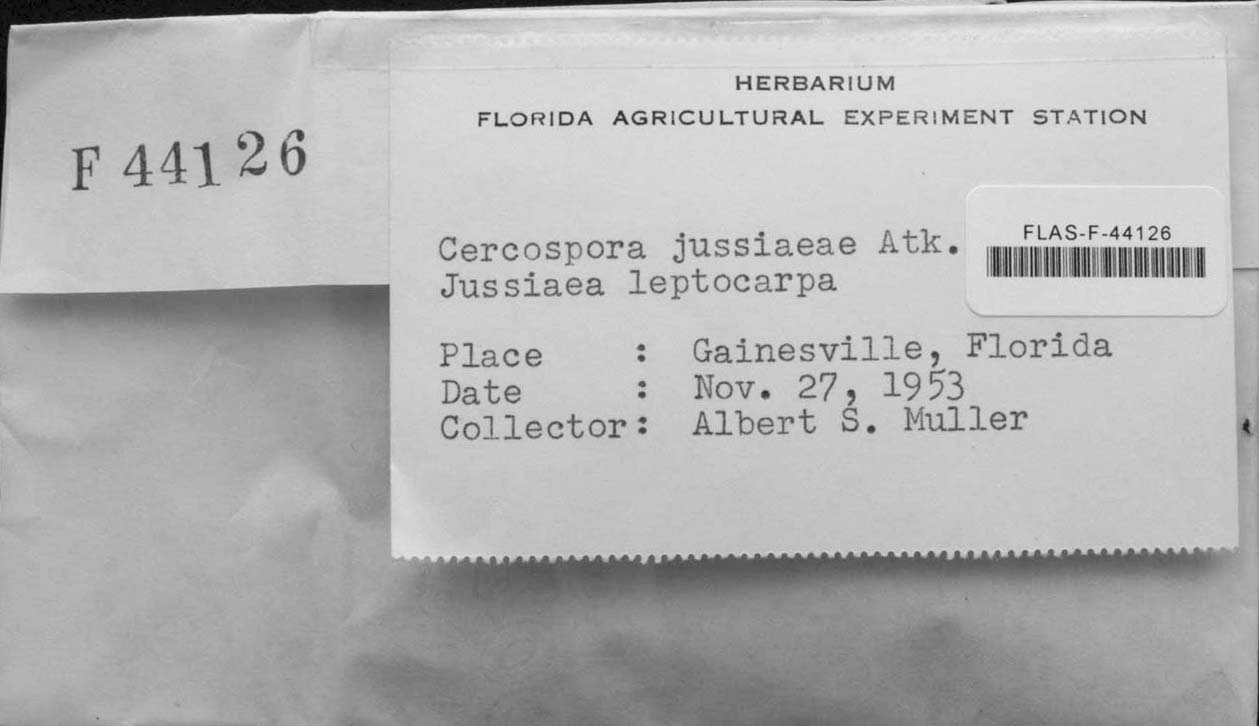 HERBARIUM
FLORIDA AGRICULTURAL EXPERIMENT STATION
F 44126
FLAS-F-44126
Cercospora jussiaeae Atk.
Jussiaea leptocarpa
Place : Gainesville, Florida
Date : Nov. 27, 1953
Collector: Albert S. Muller